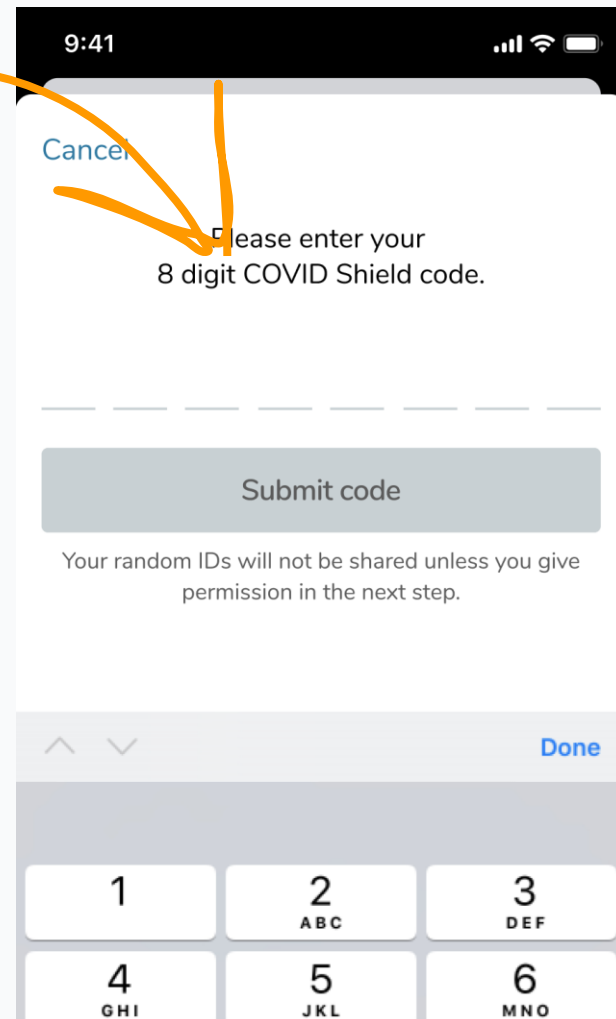 9:41
Cancel
Please enter your
8 digit COVID Shield code.
Submit code
Your random IDs will not be shared unless you give
permission in the next step.
Done
1
2
3
ABC
DEF
4
5
6
GHI
JKL
MNO